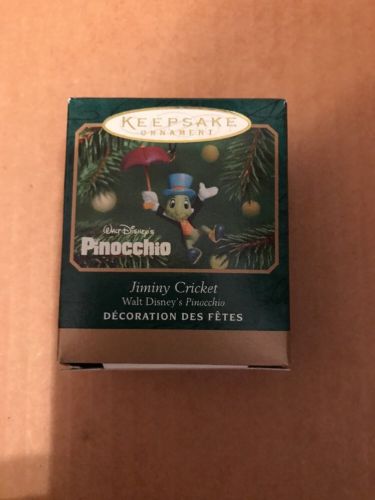 KEEPSAKE
ORNAMENT
WALT DISNEY'S
Pinocchio
Jiminy Cricket
Walt Disney's Pinocchio
DÉCORATION DES FÊTES